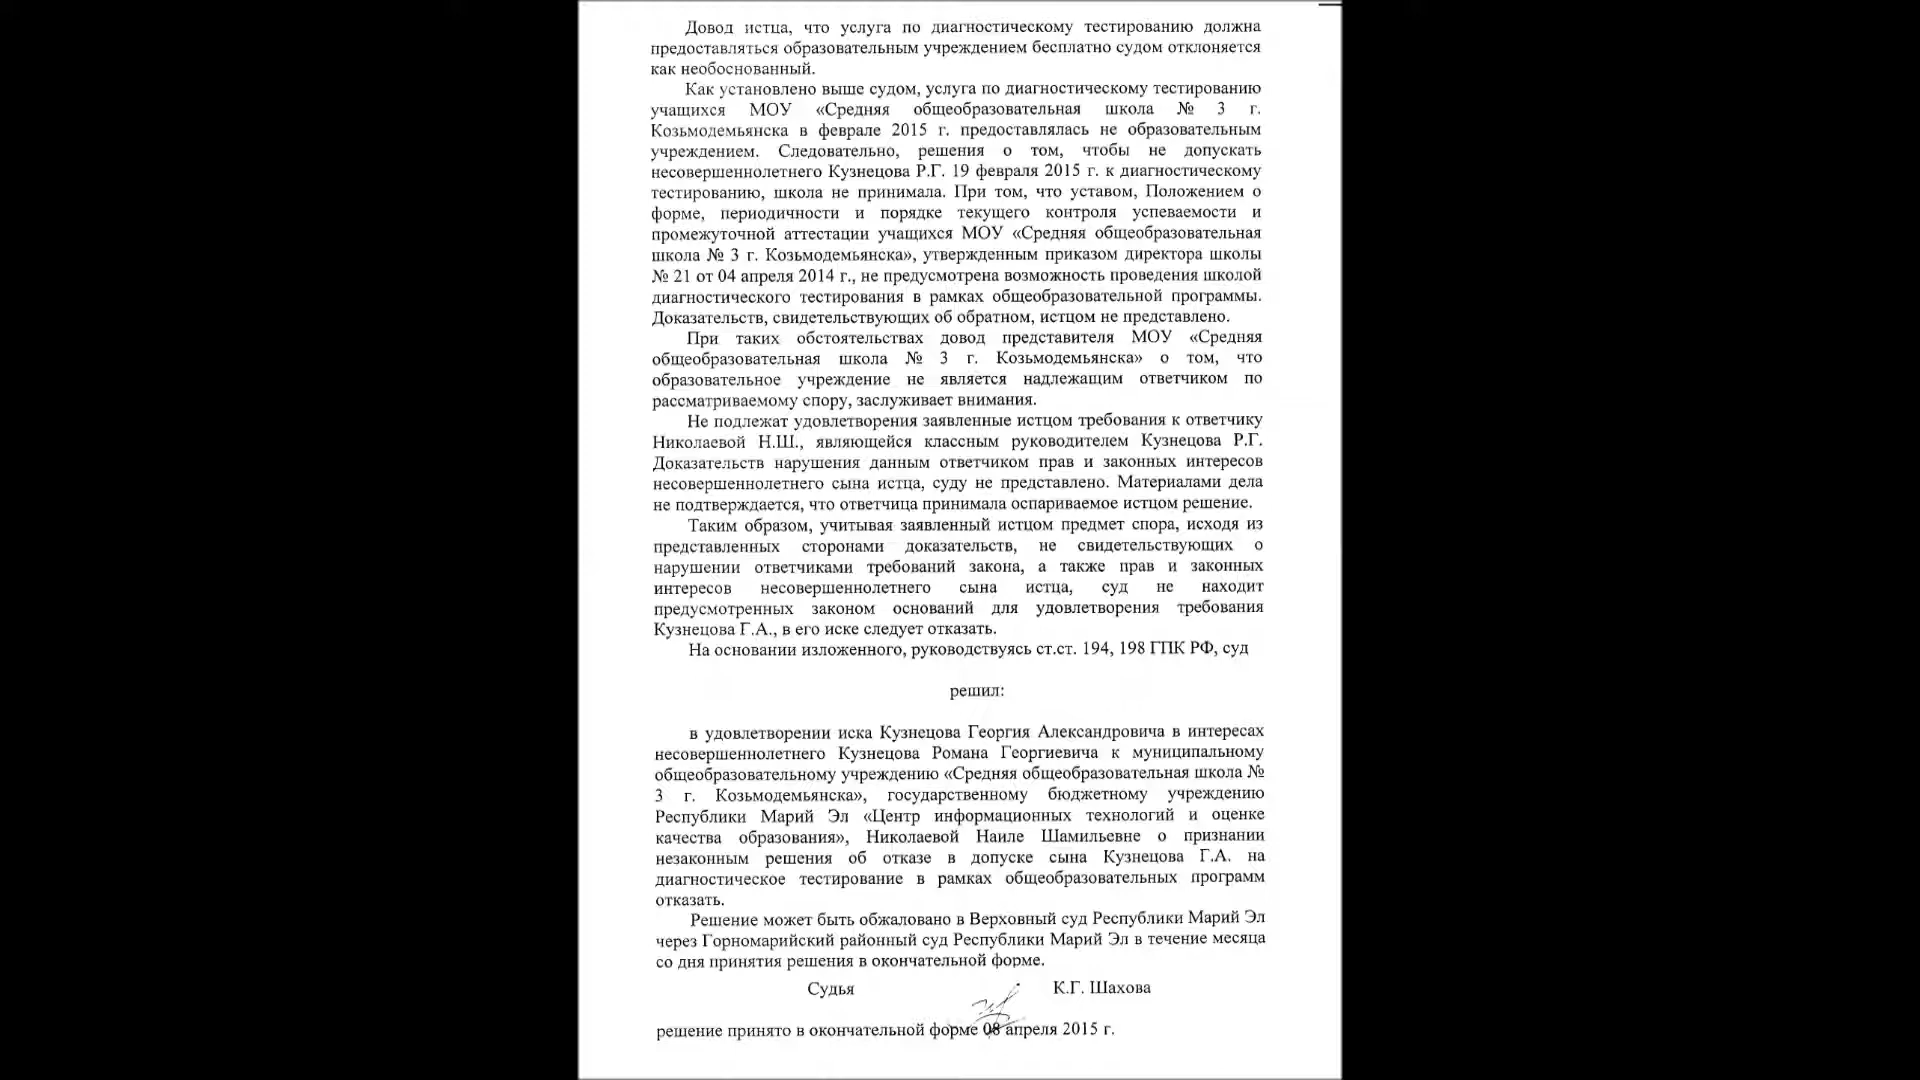 Довод истца, что услуга по диагностическому тестированию должна
предоставляться образовательным учреждением бесплатно судом отклоняется
как необоснованный.
Как установлено выше судом, услуга по диагностическому тестированию
учащихся МОУ «Средняя общеобразовательная школа № 3 г.
Козьмодемьянска в феврале 2015 г. предоставлялась не образовательным
учреждением. Следовательно, решения о том, чтобы не допускать
несовершеннолетнего Кузнецова Р.Г. 19 февраля 2015 г. к диагностическому
тестированию, школа не принимала. При том, что уставом, Положением о
форме, периодичности и порядке текущего контроля успеваемости и
промежуточной аттестации учащихся МОУ «Средняя общеобразовательная
школа № 3 г. Козьмодемьянска», утвержденным приказом директора школы
№ 21 от 04 апреля 2014 г., не предусмотрена возможность проведения школой
диагностического тестирования в рамках общеобразовательной программы.
Доказательств, свидетельствующих об обратном, истцом не представлено.
При таких обстоятельствах довод представителя МОУ «Средняя
общеобразовательная школа № 3 г. Козьмодемьянска» о том, что
образовательное учреждение не является надлежащим ответчиком по
рассматриваемому спору, заслуживает внимания.
Не подлежат удовлетворения заявленные истцом требования к ответчику
Николаевой Н.Ш., являющейся классным руководителем Кузнецова Р.Г.
Доказательств нарушения данным ответчиком прав и законных интересов
несовершеннолетнего сына истца, суду не представлено. Материалами дела
не подтверждается, что ответчица принимала оспариваемое истцом решение.
Таким образом, учитывая заявленный истцом предмет спора, исходя из
представленных сторонами доказательств, не свидетельствующих о
нарушении ответчиками требований закона, а также прав и законных
интересов несовершеннолетнего сына истца, суд не находит
предусмотренных законом оснований для удовлетворения требования
Кузнецова Г.А., в его иске следует отказать.
На основании изложенного, руководствуясь ст.ст. 194, 198 ГПК РФ, суд
решил:
в удовлетворении иска Кузнецова Георгия Александровича в интересах
несовершеннолетнего Кузнецова Романа Георгиевича к муниципальному
общеобразовательному учреждению «Средняя общеобразовательная школа №
3 г. Козьмодемьянска», государственному бюджетному учреждению
Республики Марий Эл «Центр информационных технологий и оценке
качества образования», Николаевой Наиле Шамильевне о признании
незаконным решения об отказе в допуске сына Кузнецова Г.А. на
диагностическое тестирование в рамках общеобразовательных программ
отказать.
Решение может быть обжаловано в Верховный суд Республики Марий Эл
через Горномарийский районный суд Республики Марий Эл в течение месяца
со дня принятия решения в окончательной форме.
Судья К.Г. Шахова
решение принято в окончательной форме 08 апреля 2015 г.